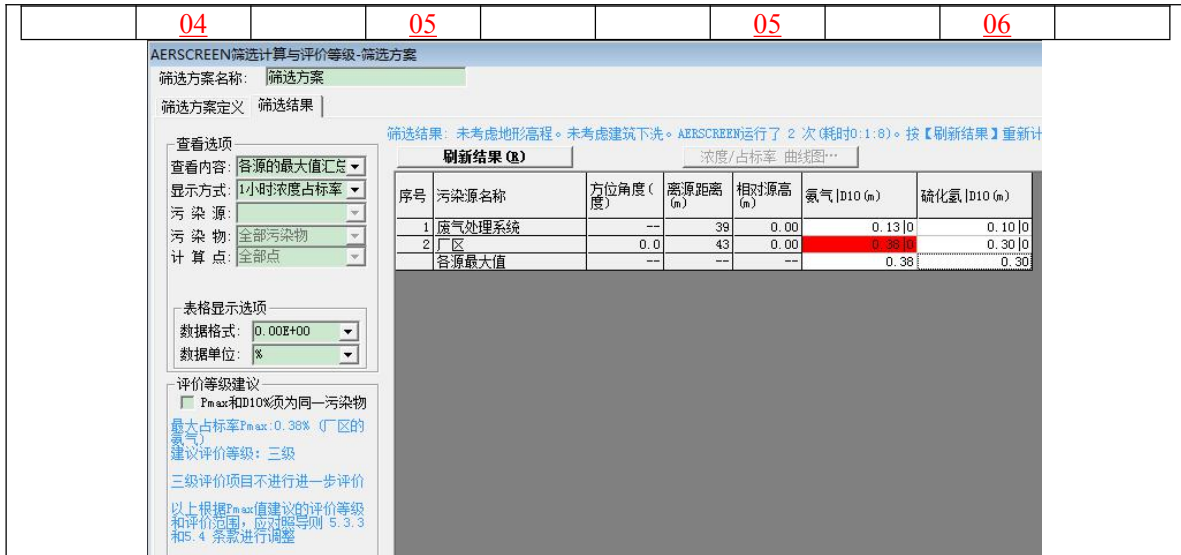 04 05 05 06
AERSCREEN筛选计算与评价等级-筛选方案
筛选方案名称: 筛选方案
筛选方案定义 筛选结果
筛选结果: 未考虑地形高程。未考虑建筑下洗。AERSCREEN运行了 2 次(耗时0:1:8)。按【刷新结果】重新计
查看选项
查看内容: 各源的最大值汇总
显示方式: 1小时浓度占标率
污 染 源:
污 染 物: 全部污染物
计 算 点: 全部点
表格显示选项
数据格式: 0.00E+00
数据单位: %
评价等级建议
Pmax和D10%须为同一污染物
最大占标率Pmax:0.38% (厂区的
氨气)
建议评价等级: 三级
三级评价项目不进行进一步评价
以上根据Pmax值建议的评价等级
和评价范围,应对照导则 5.3.3
和5.4 条款进行调整
刷新结果(R) 浓度/占标率 曲线图…
序号 污染源名称 方位角度(度) 离源距离(m) 相对源高(m) 氨气|D10(m) 硫化氢|D10(m)
1 废气处理系统 -- 39 0.00 0.13|0 0.10|0
2 厂区 0.0 43 0.00 0.38|0 0.30|0
各源最大值 -- -- -- 0.38 0.30